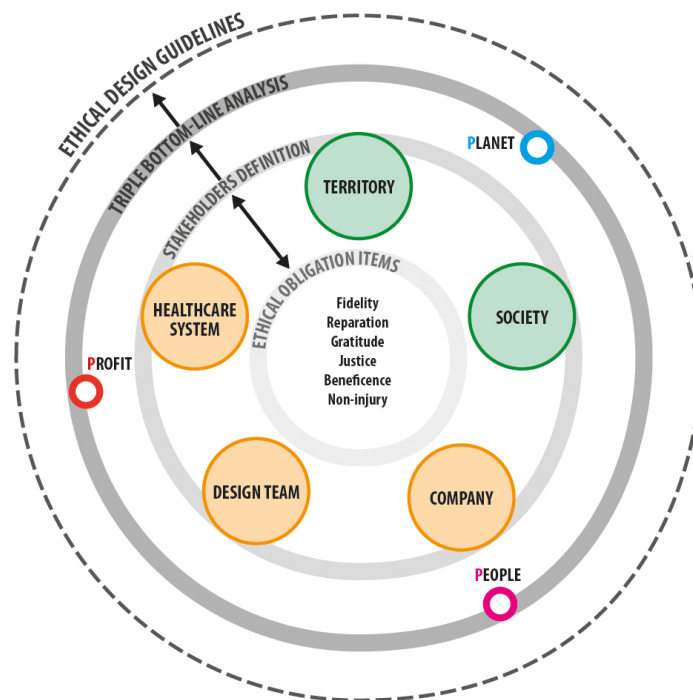 ETHICAL DESIGN GUIDELINES
TRIPLE BOTTOM-LINE ANALYSIS
STAKEHOLDERS DEFINITION
ETHICAL OBLIGATION ITEMS
PLANET
TERRITORY
HEALTHCARE
SYSTEM
SOCIETY
Fidelity
Reparation
Gratitude
Justice
Beneficence
Non-injury
PROFIT
DESIGN TEAM
COMPANY
PEOPLE